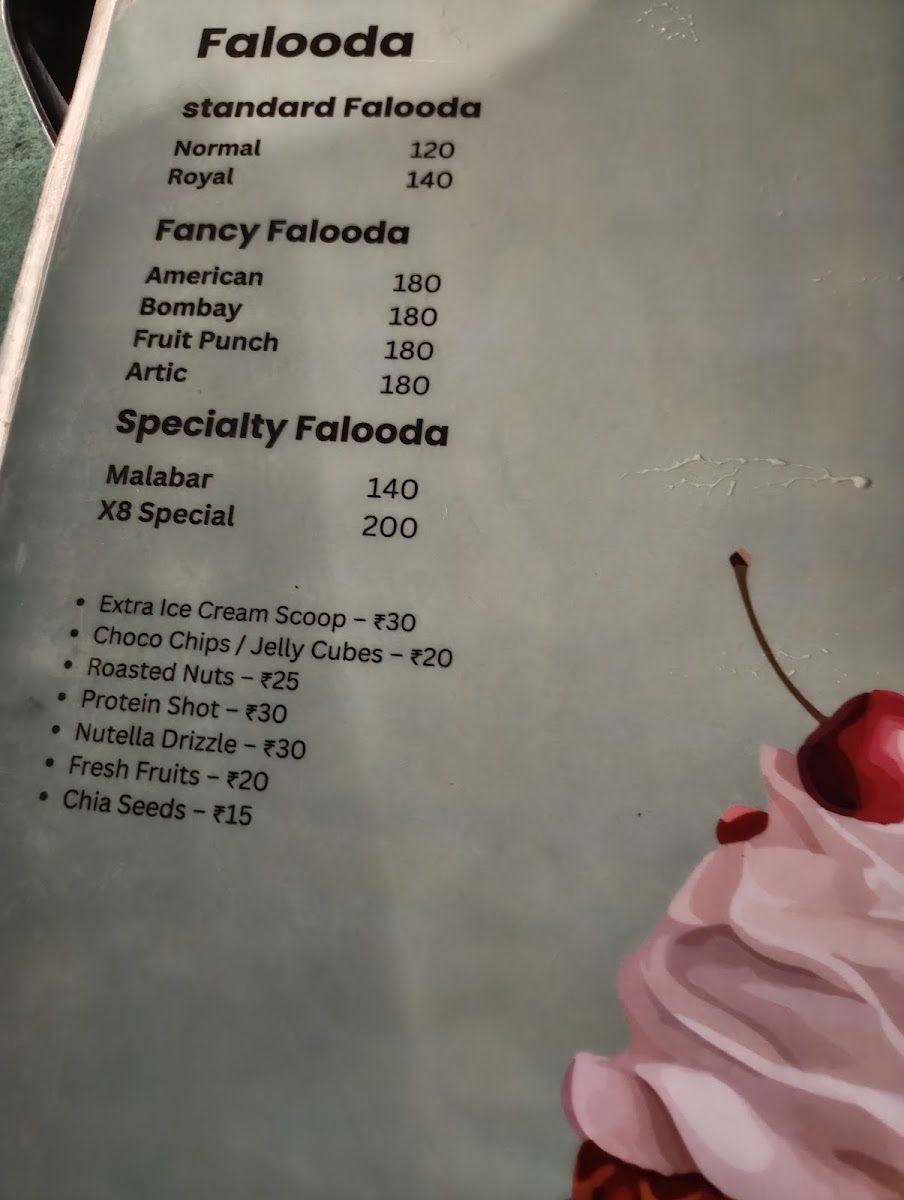 Falooda
standard Falooda
Normal 120
Royal 140
Fancy Falooda
American 180
Bombay 180
Fruit Punch 180
Artic 180
Specialty Falooda
Malabar 140
X8 Special 200
• Extra Ice Cream Scoop – ₹30
• Choco Chips / Jelly Cubes – ₹20
• Roasted Nuts – ₹25
• Protein Shot – ₹30
• Nutella Drizzle – ₹30
• Fresh Fruits – ₹20
• Chia Seeds – ₹15